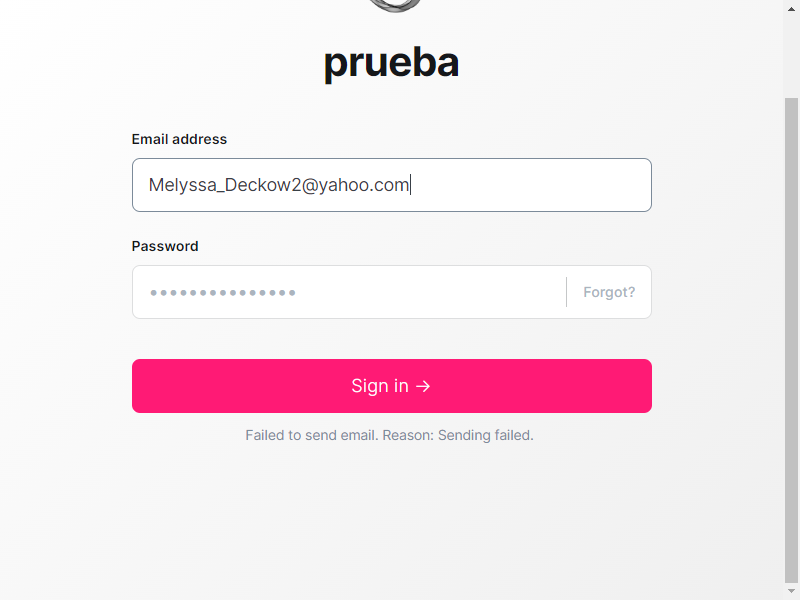 prueba
Email address
Melyssa_Deckow2@yahoo.com
Password
•••••••••••••••
Forgot?
Sign in →
Failed to send email. Reason: Sending failed.